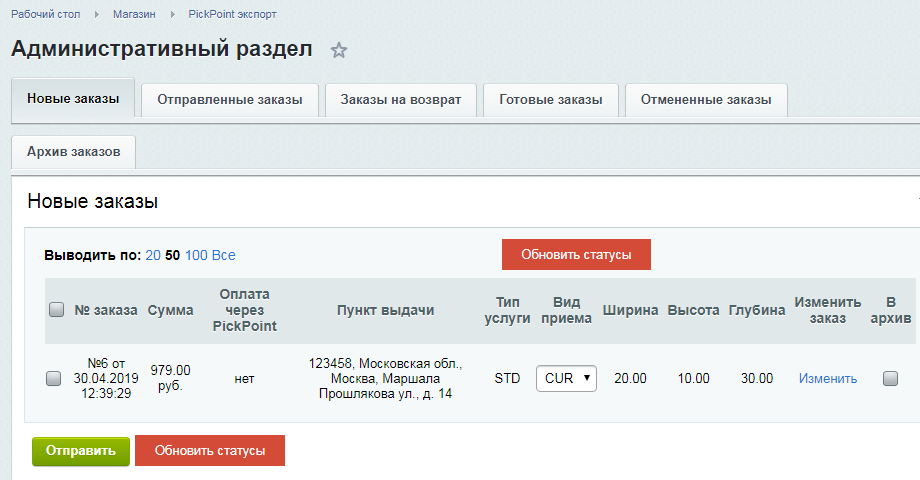 Рабочий стол Магазин PickPoint экспорт
Административный раздел
Новые заказы Отправленные заказы Заказы на возврат Готовые заказы Отмененные заказы
Архив заказов
Новые заказы
Выводить по: 20 50 100 Все Обновить статусы
№ заказа Сумма Оплата через PickPoint Пункт выдачи Тип услуги Вид приема Ширина Высота Глубина Изменить заказ В архив
№6 от 30.04.2019 12:39:29 979.00 руб. нет 123458, Московская обл., Москва, Маршала Прошлякова ул., д. 14 STD CUR 20.00 10.00 30.00 Изменить
Отправить Обновить статусы